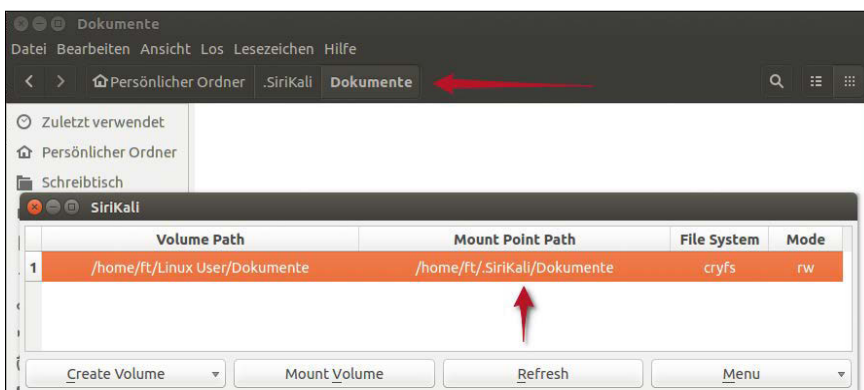 Dokumente
Datei Bearbeiten Ansicht Los Lesezeichen Hilfe
Persönlicher Ordner .SiriKali Dokumente
Zuletzt verwendet
Persönlicher Ordner
Schreibtisch
SiriKali
Volume Path Mount Point Path File System Mode
1 /home/ft/Linux User/Dokumente /home/ft/.SiriKali/Dokumente cryfs rw
Create Volume Mount Volume Refresh Menu